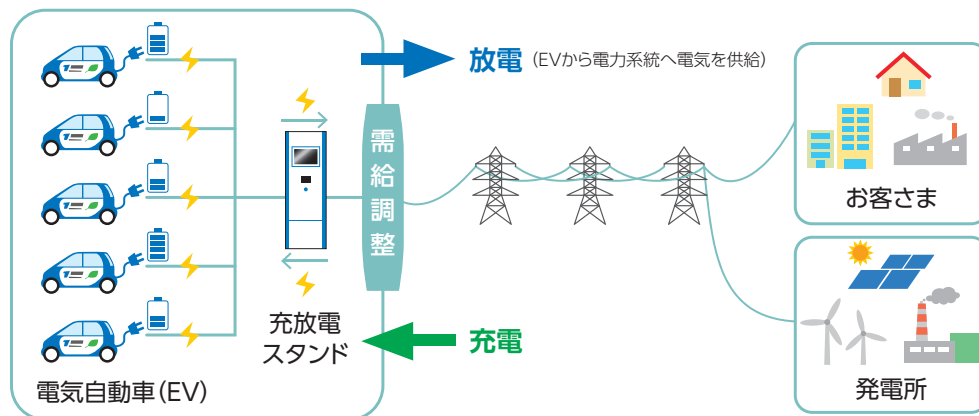 放電 (EVから電力系統へ電気を供給)
需給調整
お客さま
充放電
スタンド
充電
電気自動車(EV)
発電所